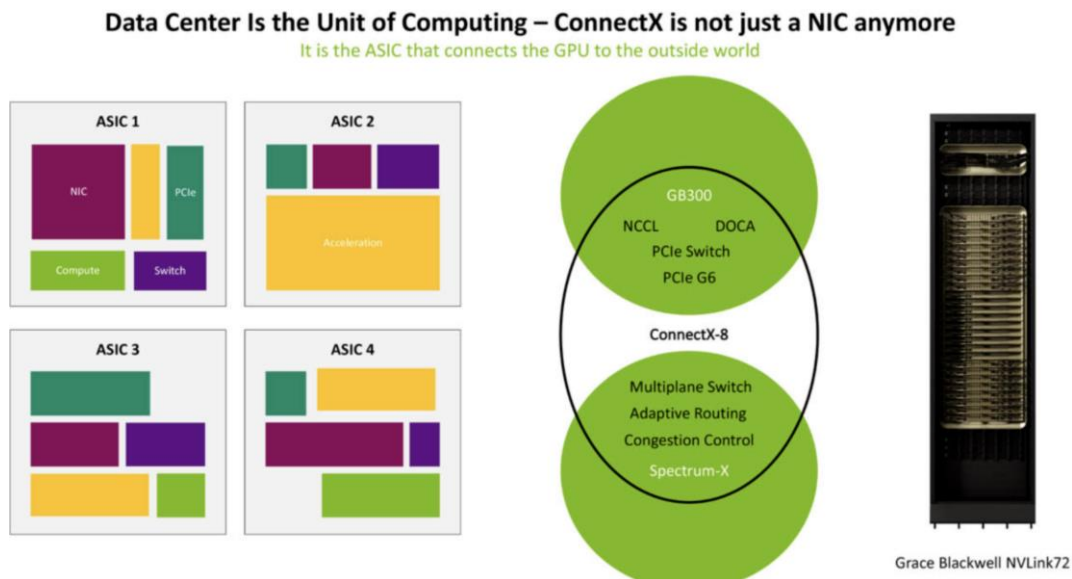 Data Center Is the Unit of Computing – ConnectX is not just a NIC anymore
It is the ASIC that connects the GPU to the outside world
ASIC 1
NIC
PCIe
Compute
Switch
ASIC 2
Acceleration
ASIC 3
ASIC 4
GB300
NCCL DOCA
PCIe Switch
PCIe G6
ConnectX-8
Multiplane Switch
Adaptive Routing
Congestion Control
Spectrum-X
Grace Blackwell NVLink72